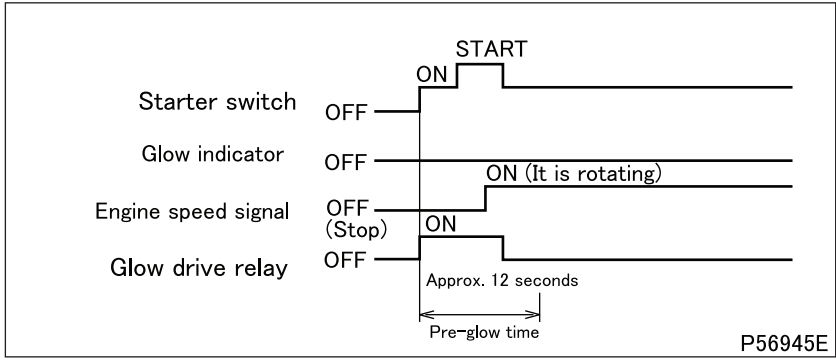 START
ON
Starter switch OFF
Glow indicator OFF
ON (It is rotating)
Engine speed signal OFF
(Stop) ON
Glow drive relay OFF
Approx. 12 seconds
Pre-glow time
P56945E